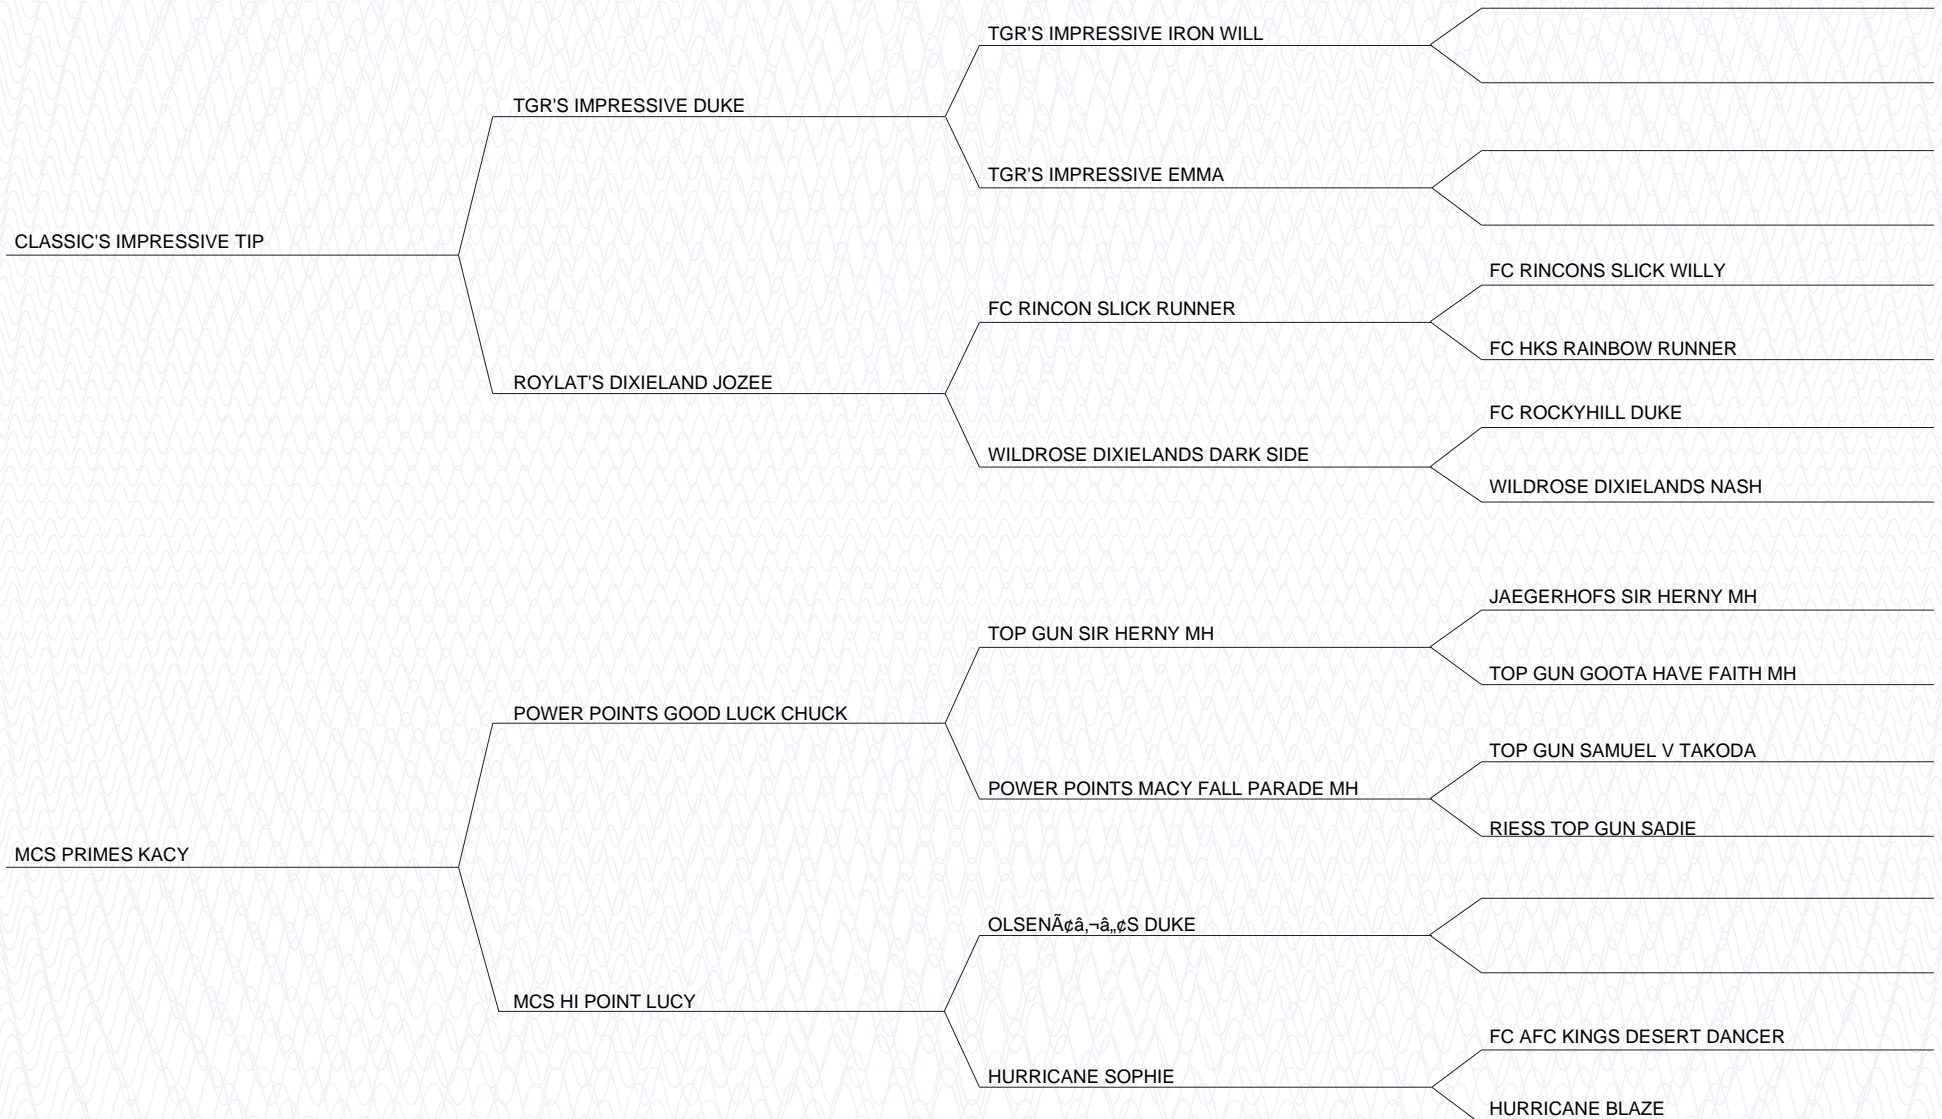 TGR'S IMPRESSIVE IRON WILL
TGR'S IMPRESSIVE DUKE
TGR'S IMPRESSIVE EMMA
CLASSIC'S IMPRESSIVE TIP
FC RINCONS SLICK WILLY
FC RINCON SLICK RUNNER
FC HKS RAINBOW RUNNER
ROYLAT'S DIXIELAND JOZEE
FC ROCKYHILL DUKE
WILDROSE DIXIELANDS DARK SIDE
WILDROSE DIXIELANDS NASH
JAEGERHOFS SIR HERNY MH
TOP GUN SIR HERNY MH
TOP GUN GOOTA HAVE FAITH MH
POWER POINTS GOOD LUCK CHUCK
TOP GUN SAMUEL V TAKODA
POWER POINTS MACY FALL PARADE MH
RIESS TOP GUN SADIE
MCS PRIMES KACY
OLSENÃ¢â‚¬â„¢S DUKE
MCS HI POINT LUCY
FC AFC KINGS DESERT DANCER
HURRICANE SOPHIE
HURRICANE BLAZE